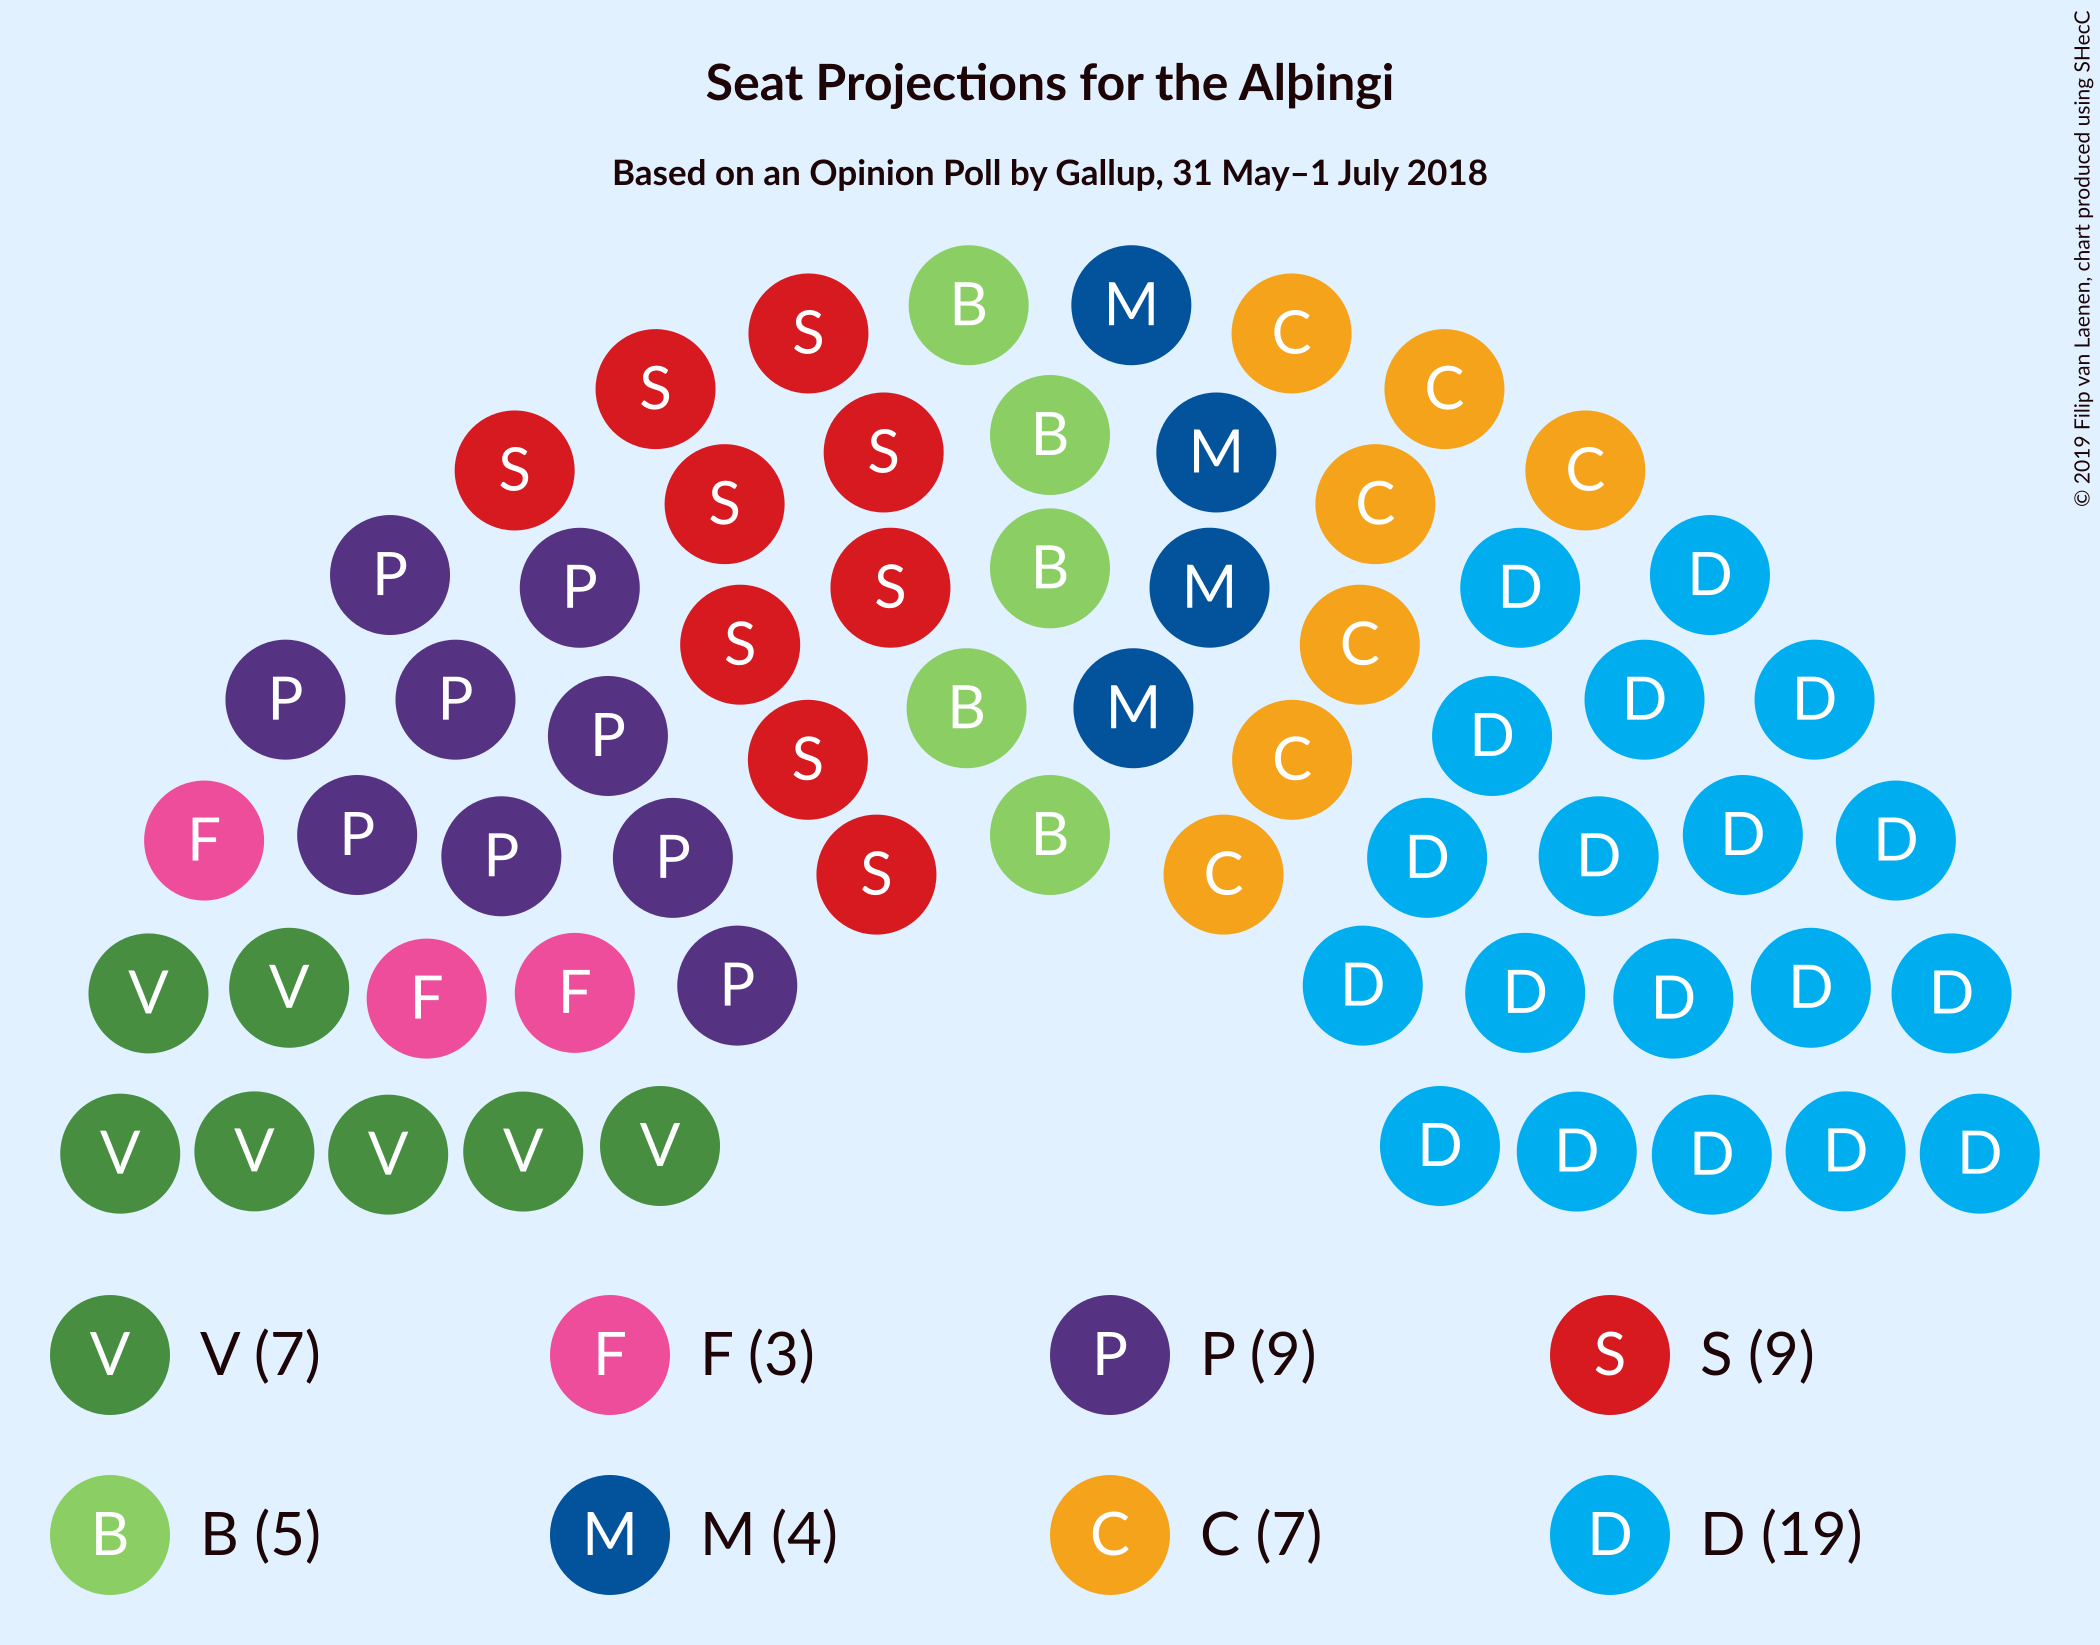 Seat Projections for the Alþingi
Based on an Opinion Poll by Gallup, 31 May–1 July 2018
© 2019 Filip van Laenen, chart produced using SHecC
B M
S C
S C
B
S M
S C
S C
B
P D
P S M D
S C
P P D D
B M
P D
S C
F P D D
B
P P D D
S C
V V F F P D D D D D
V V V V V D D D D D
V V (7) F F (3) P P (9) S S (9)
B B (5) M M (4) C C (7) D D (19)